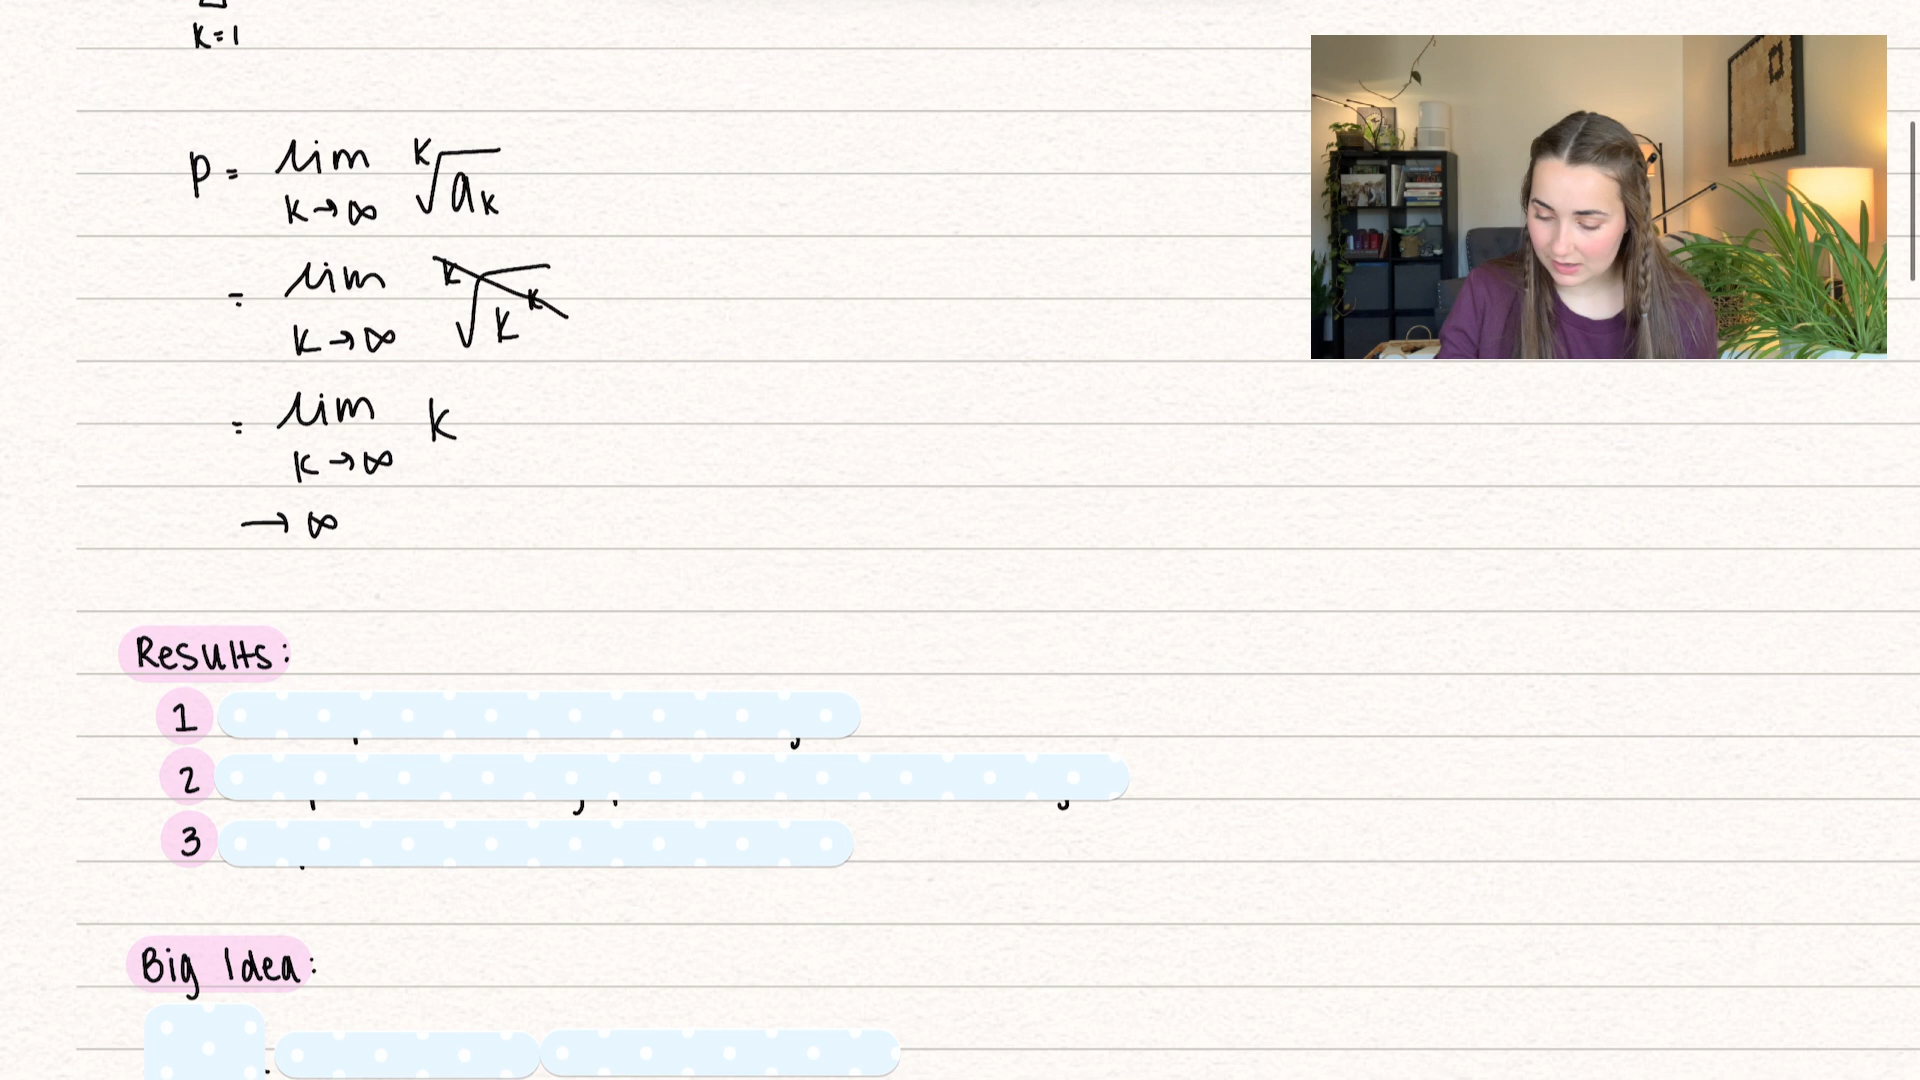 k=1
p = lim k→∞ ᵏ√aₖ
= lim k→∞ ᵏ√kᵏ
= lim k→∞ k
→ ∞
Results:
1
2
3
Big Idea: